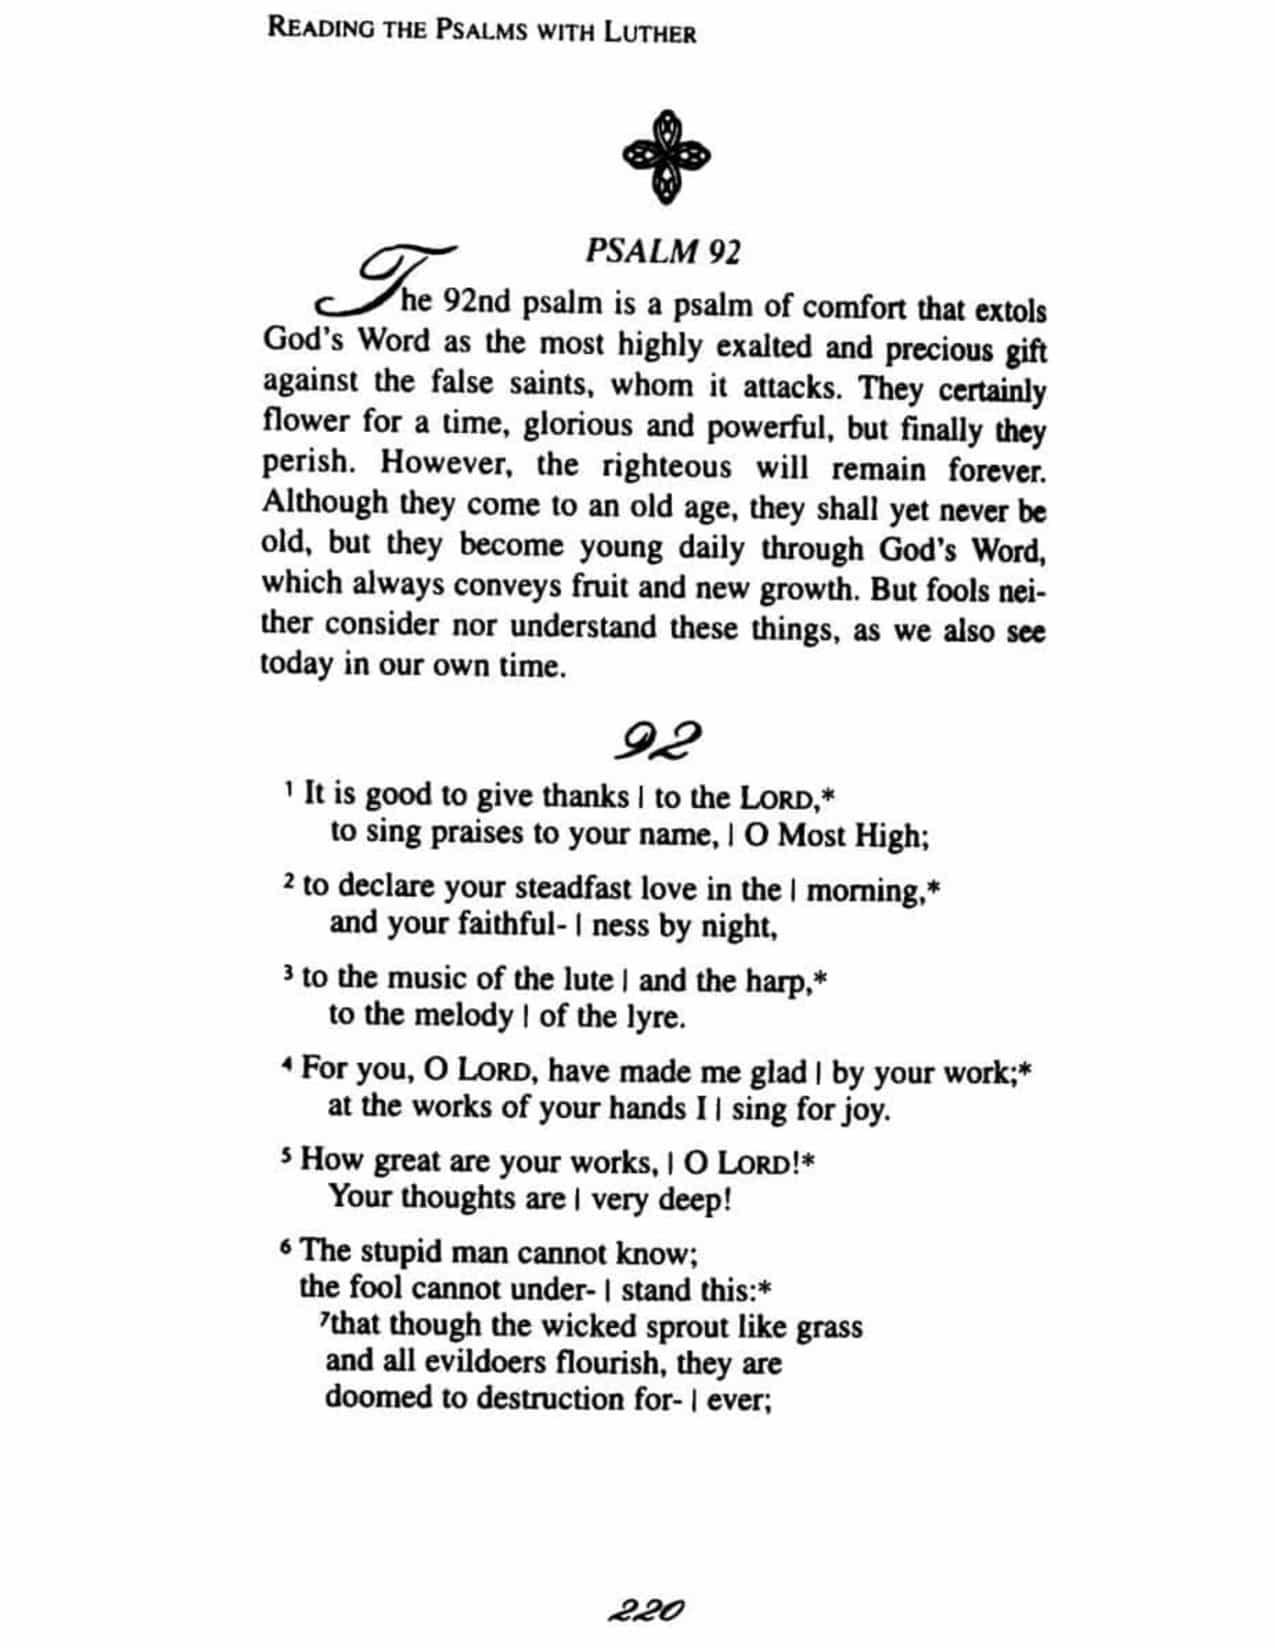 READING THE PSALMS WITH LUTHER
PSALM 92
The 92nd psalm is a psalm of comfort that extols
God's Word as the most highly exalted and precious gift
against the false saints, whom it attacks. They certainly
flower for a time, glorious and powerful, but finally they
perish. However, the righteous will remain forever.
Although they come to an old age, they shall yet never be
old, but they become young daily through God's Word,
which always conveys fruit and new growth. But fools nei-
ther consider nor understand these things, as we also see
today in our own time.
92
¹ It is good to give thanks | to the LORD,*
to sing praises to your name, | O Most High;
² to declare your steadfast love in the | morning,*
and your faithful- | ness by night,
³ to the music of the lute | and the harp,*
to the melody | of the lyre.
⁴ For you, O LORD, have made me glad | by your work;*
at the works of your hands I | sing for joy.
⁵ How great are your works, | O LORD!*
Your thoughts are | very deep!
⁶ The stupid man cannot know;
the fool cannot under- | stand this:*
⁷that though the wicked sprout like grass
and all evildoers flourish, they are
doomed to destruction for- | ever;
220